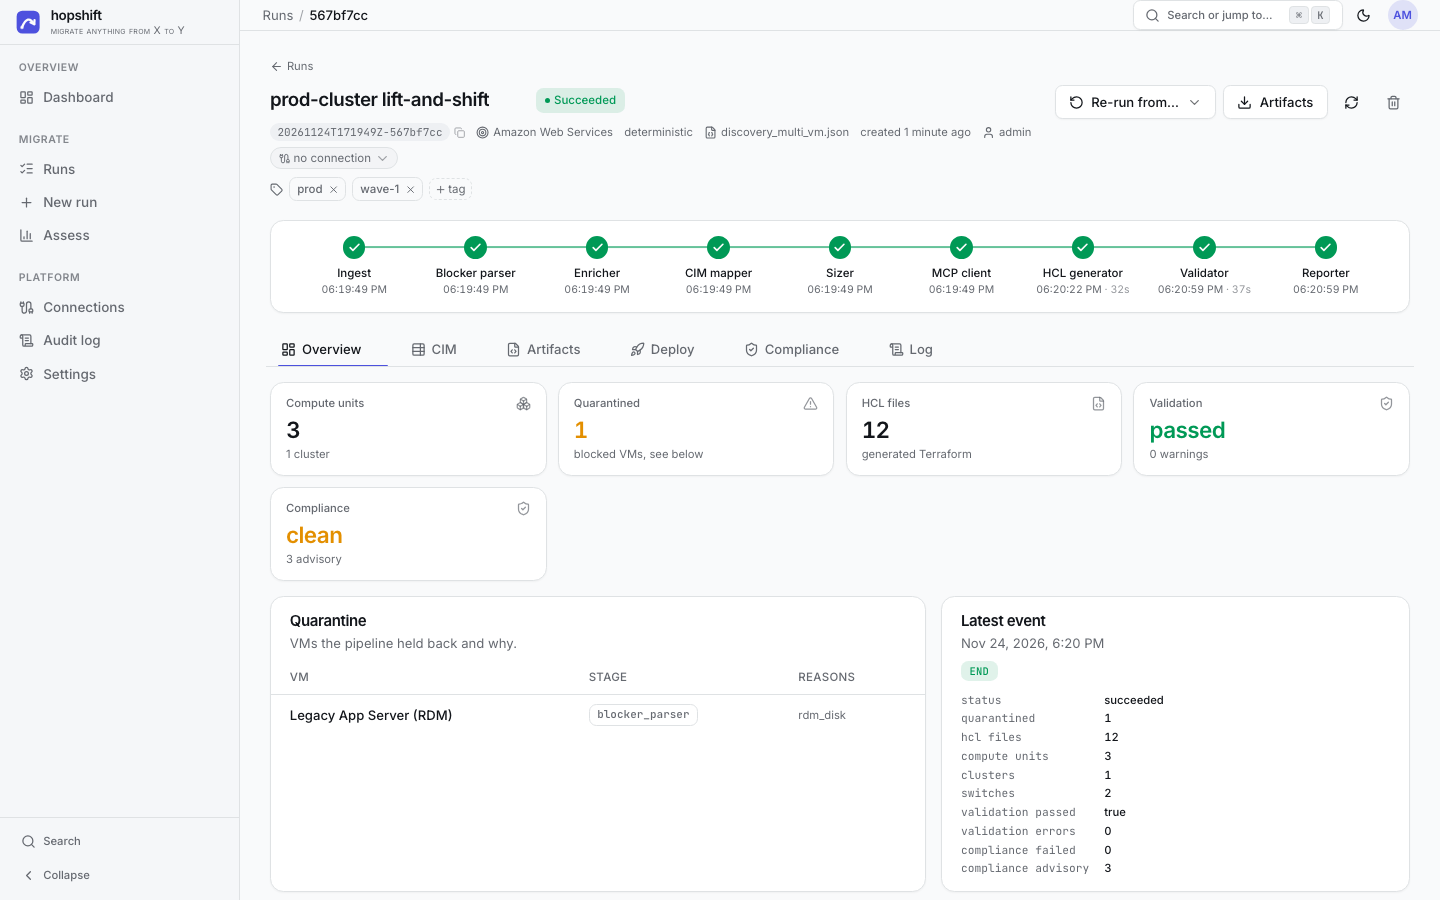 hopshift
MIGRATE ANYTHING FROM X TO Y
Runs / 567bf7cc
Search or jump to... ⌘ K
AM
OVERVIEW
Dashboard
MIGRATE
Runs
New run
Assess
PLATFORM
Connections
Audit log
Settings
Search
Collapse
Runs
prod-cluster lift-and-shift
Succeeded
Re-run from...
Artifacts
20261124T171949Z-567bf7cc
Amazon Web Services
deterministic
discovery_multi_vm.json
created 1 minute ago
admin
no connection
prod
wave-1
+ tag
Ingest
06:19:49 PM
Blocker parser
06:19:49 PM
Enricher
06:19:49 PM
CIM mapper
06:19:49 PM
Sizer
06:19:49 PM
MCP client
06:19:49 PM
HCL generator
06:20:22 PM · 32s
Validator
06:20:59 PM · 37s
Reporter
06:20:59 PM
Overview
CIM
Artifacts
Deploy
Compliance
Log
Compute units
3
1 cluster
Quarantined
1
blocked VMs, see below
HCL files
12
generated Terraform
Validation
passed
0 warnings
Compliance
clean
3 advisory
Quarantine
VMs the pipeline held back and why.
VM STAGE REASONS
Legacy App Server (RDM) blocker_parser rdm_disk
Latest event
Nov 24, 2026, 6:20 PM
END
status succeeded
quarantined 1
hcl files 12
compute units 3
clusters 1
switches 2
validation passed true
validation errors 0
compliance failed 0
compliance advisory 3